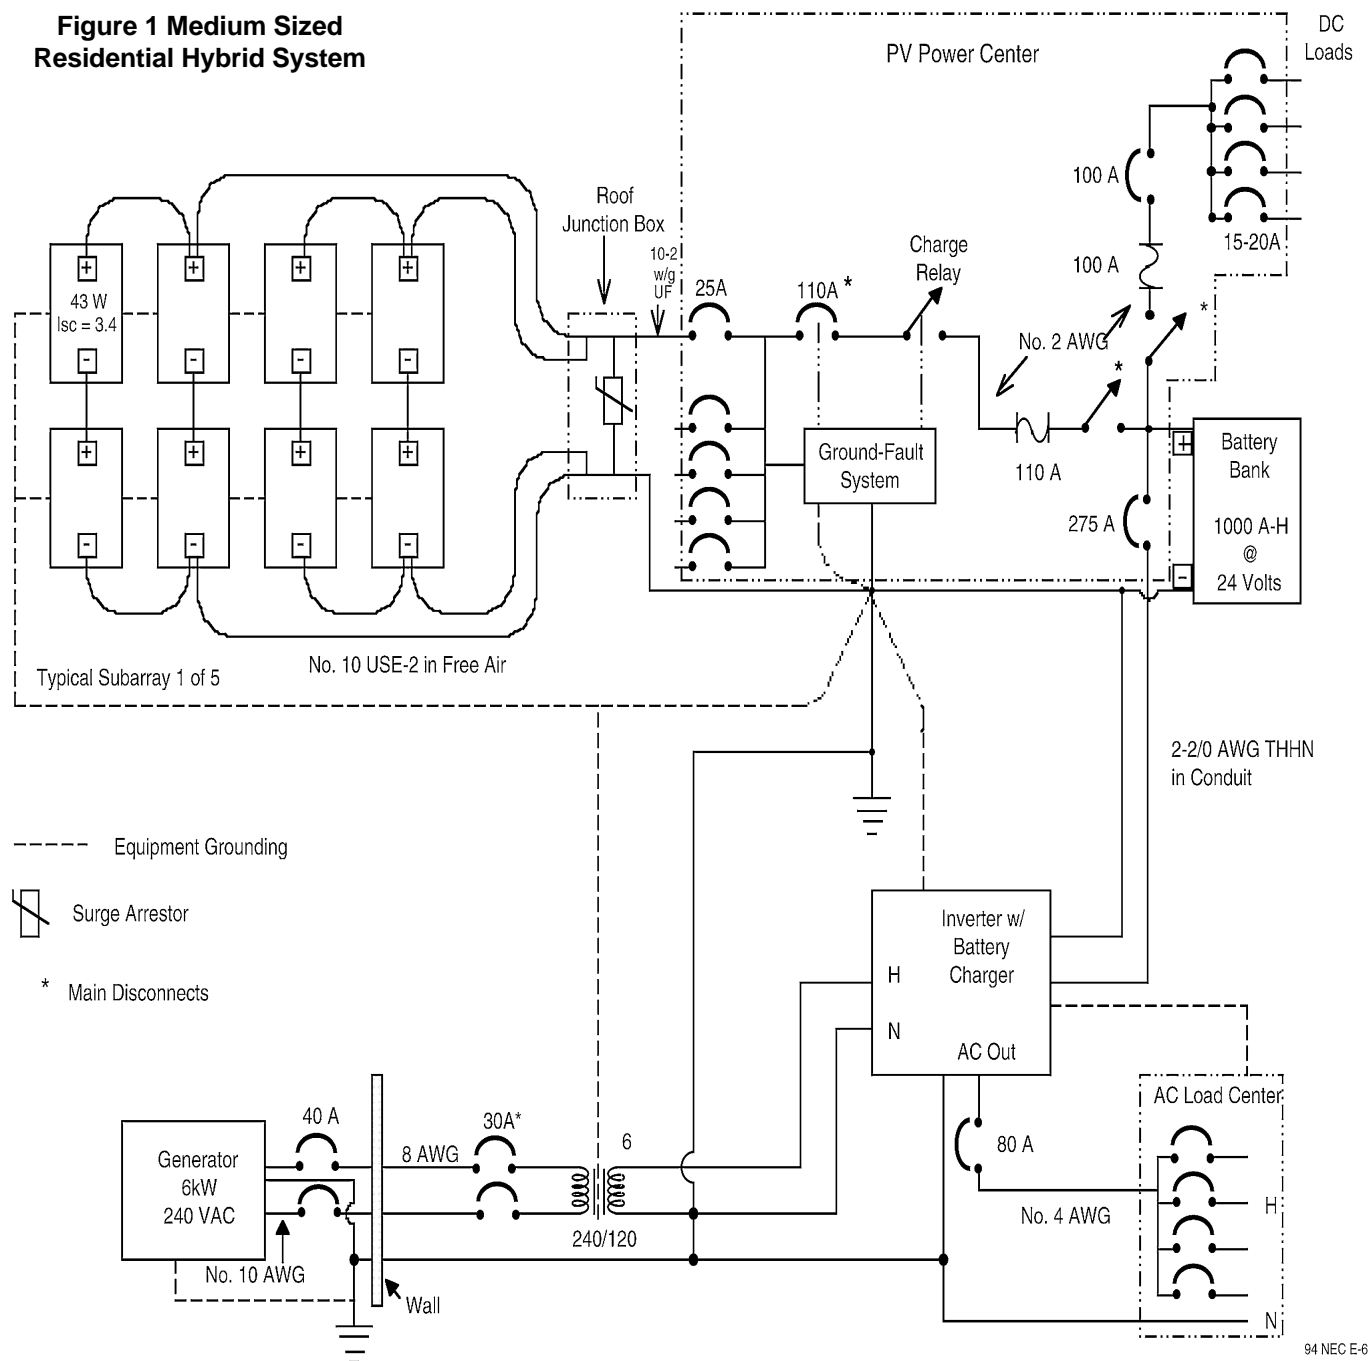 Figure 1 Medium Sized
Residential Hybrid System
PV Power Center
DC
Loads
100 A
15-20A
100 A
Roof
Junction Box
10-2
w/g
UF
25A
110A *
Charge
Relay
No. 2 AWG
*
*
110 A
275 A
+
+
+
+
43 W
Isc = 3.4
-
-
-
-
+
+
+
+
-
-
-
-
Ground-Fault
System
+
-
Battery
Bank
1000 A-H
@
24 Volts
No. 10 USE-2 in Free Air
Typical Subarray 1 of 5
2-2/0 AWG THHN
in Conduit
Equipment Grounding
Surge Arrestor
* Main Disconnects
Inverter w/
Battery
Charger
H
N
AC Out
AC Load Center
80 A
No. 4 AWG
H
N
Generator
6kW
240 VAC
40 A
8 AWG
30A*
6
240/120
No. 10 AWG
Wall
94 NEC E-6